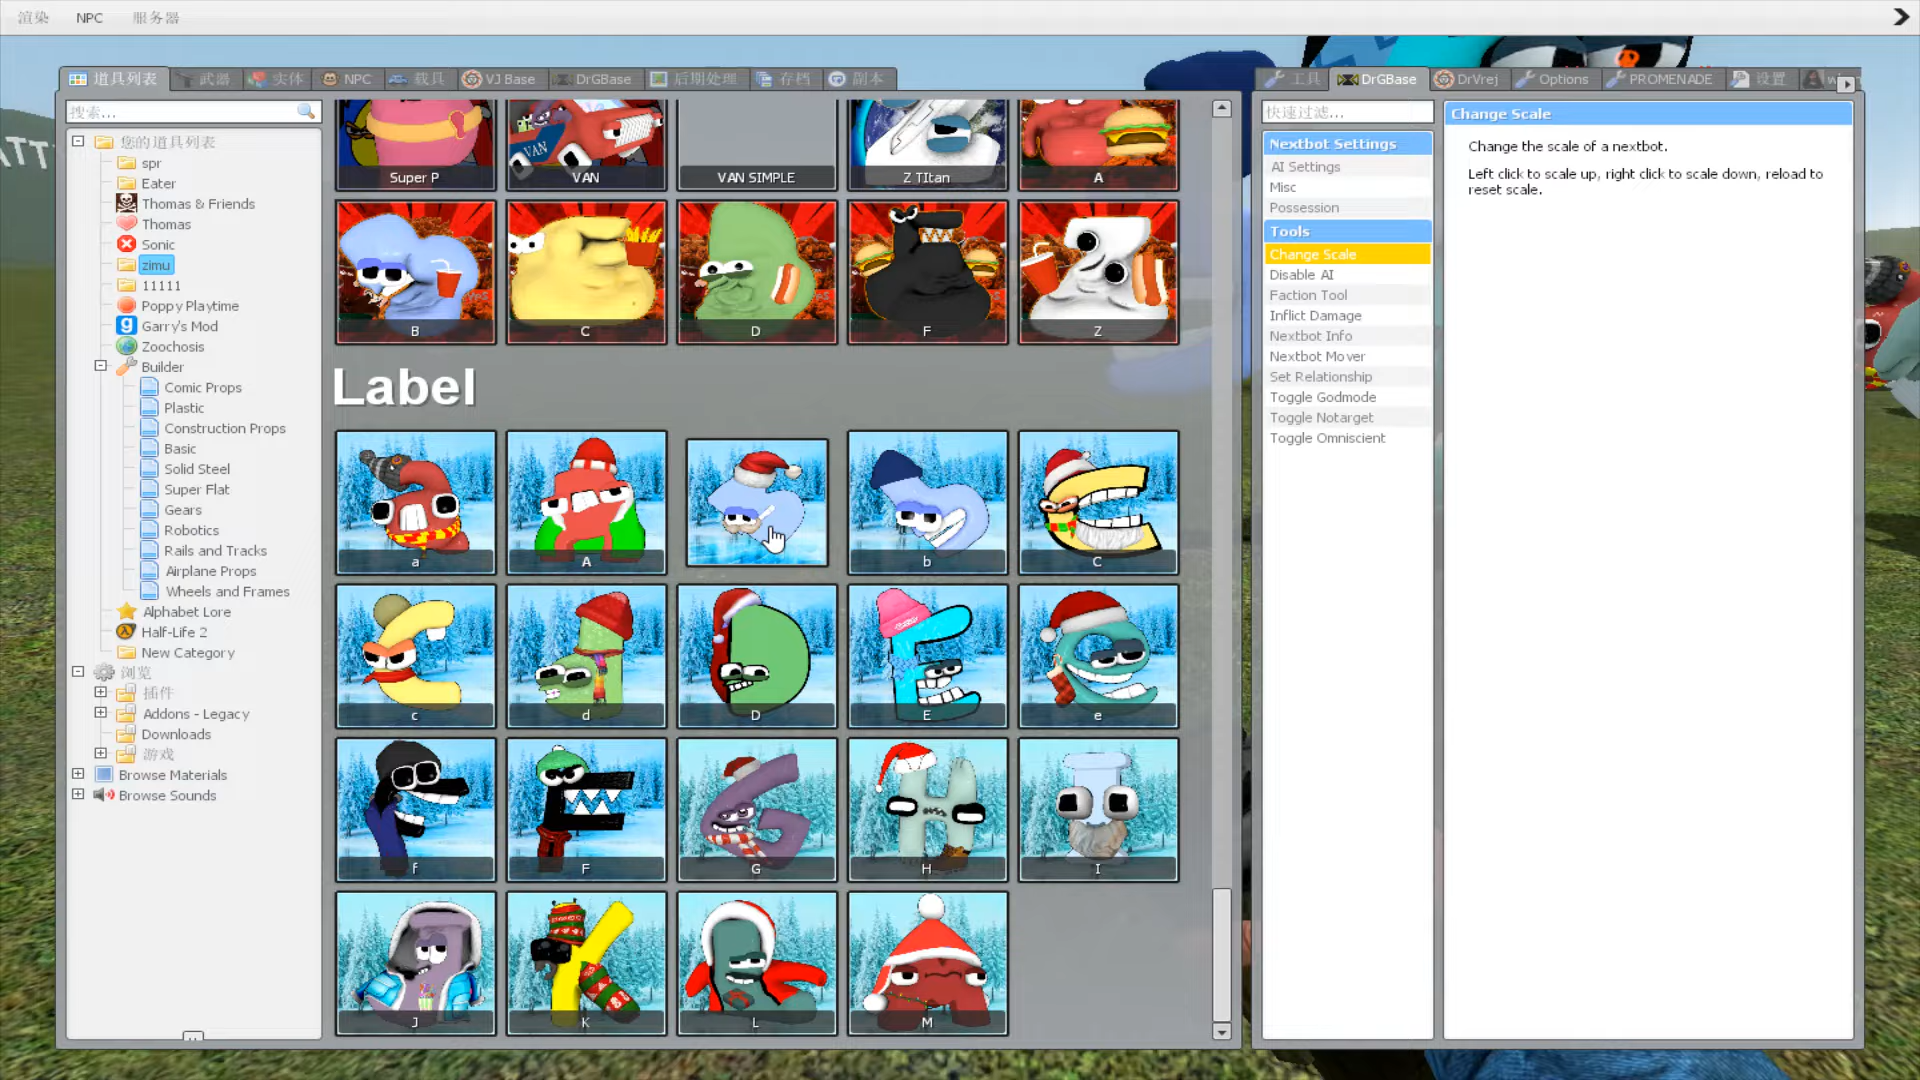 渲染 NPC 服务器
道具列表 武器 实体 NPC 载具 VJ Base DrGBase 后期处理 存档 副本
搜索...
您的道具列表
spr
Eater
Thomas & Friends
Thomas
Sonic
zimu
11111
Poppy Playtime
Garry's Mod
Zoochosis
Builder
Comic Props
Plastic
Construction Props
Basic
Solid Steel
Super Flat
Gears
Robotics
Rails and Tracks
Airplane Props
Wheels and Frames
Alphabet Lore
Half-Life 2
New Category
浏览
插件
Addons - Legacy
Downloads
游戏
Browse Materials
Browse Sounds
VAN
Super P VAN VAN SIMPLE Z TItan A
B C D F Z
Label
a A b C
c d D E e
f F G H I
J K L M
工具 DrGBase DrVrej Options PROMENADE 设置
快速过滤...
Nextbot Settings
AI Settings
Misc
Possession
Tools
Change Scale
Disable AI
Faction Tool
Inflict Damage
Nextbot Info
Nextbot Mover
Set Relationship
Toggle Godmode
Toggle Notarget
Toggle Omniscient
Change Scale
Change the scale of a nextbot.
Left click to scale up, right click to scale down, reload to
reset scale.